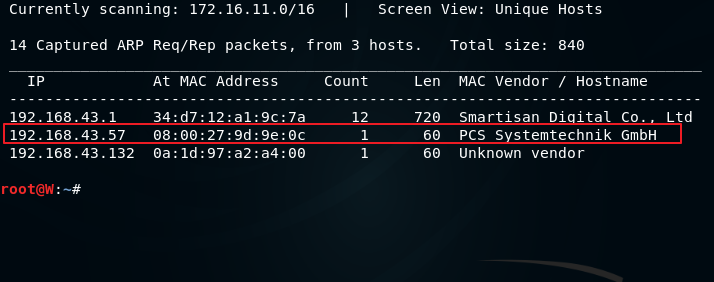 Currently scanning: 172.16.11.0/16   |   Screen View: Unique Hosts
14 Captured ARP Req/Rep packets, from 3 hosts.   Total size: 840
IP            At MAC Address     Count     Len  MAC Vendor / Hostname
192.168.43.1    34:d7:12:a1:9c:7a     12     720  Smartisan Digital Co., Ltd
192.168.43.57   08:00:27:9d:9e:0c      1      60  PCS Systemtechnik GmbH
192.168.43.132  0a:1d:97:a2:a4:00      1      60  Unknown vendor
root@W:~#